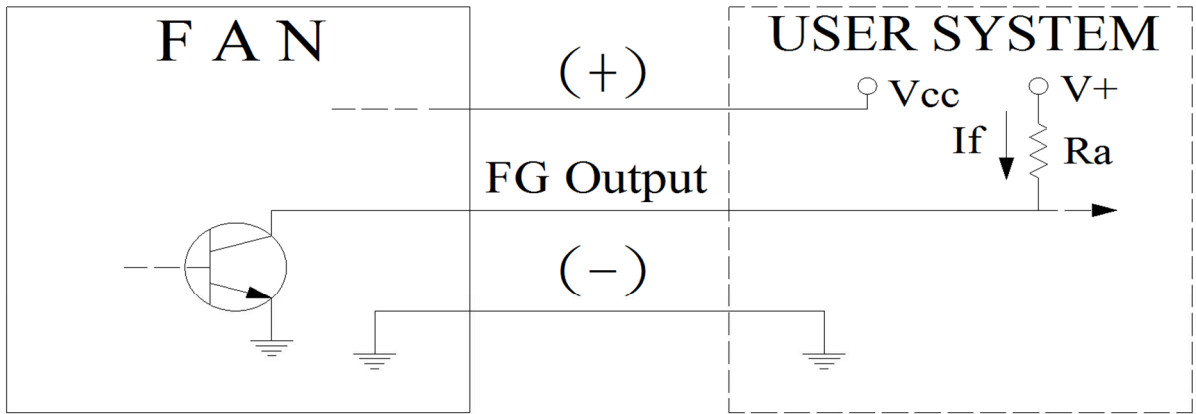 F A N
USER SYSTEM
(+)
Vcc
V+
If
Ra
FG Output
(−)